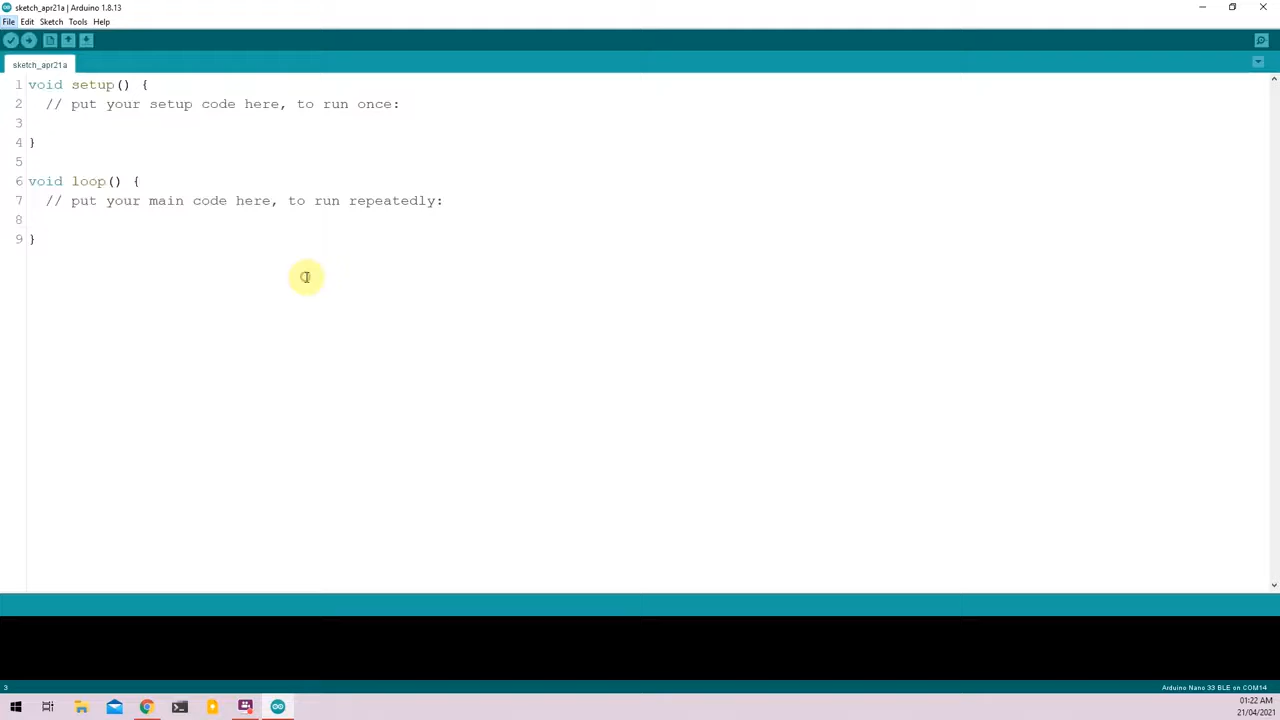 sketch_apr21a | Arduino 1.8.13
File Edit Sketch Tools Help
sketch_apr21a
1 void setup() {
2 // put your setup code here, to run once:
3
4 }
5
6 void loop() {
7 // put your main code here, to run repeatedly:
8
9 }
3
Arduino Nano 33 BLE on COM14
01:22 AM
21/04/2021